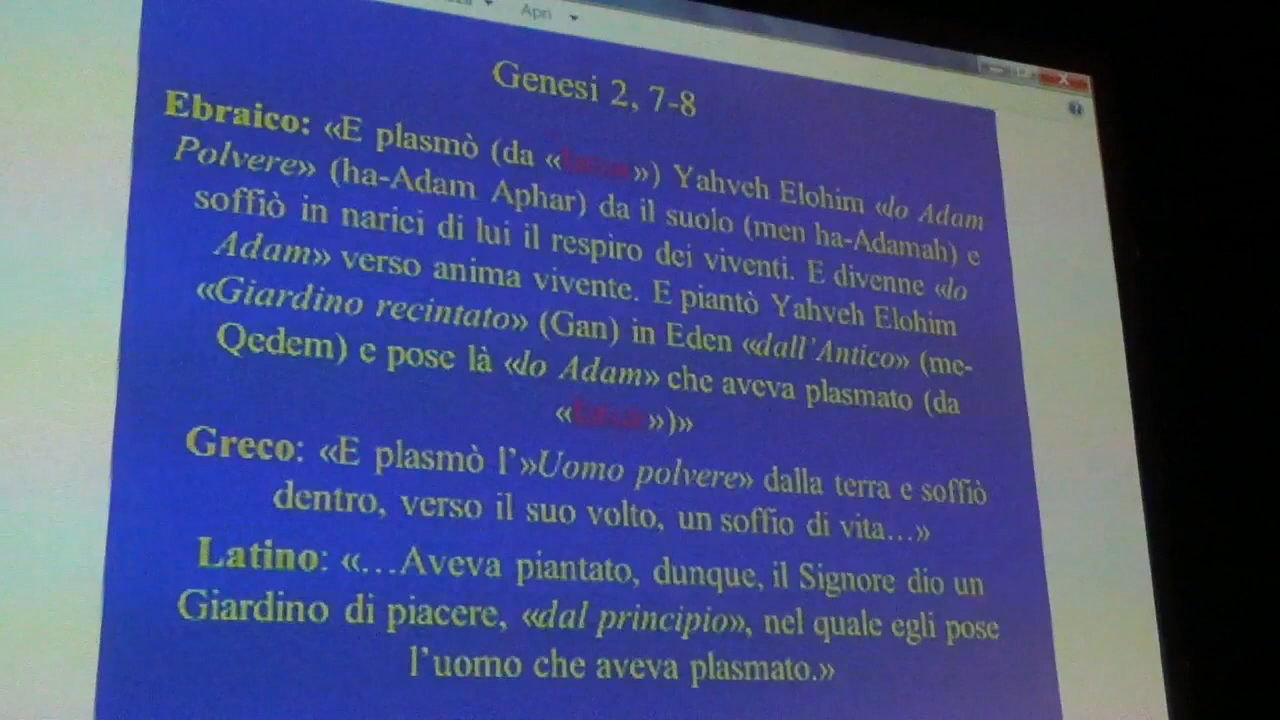 Apri
Genesi 2, 7-8
Ebraico: «E plasmò (da « ») Yahveh Elohim «lo Adam
Polvere» (ha-Adam Aphar) da il suolo (men ha-Adamah) e
soffiò in narici di lui il respiro dei viventi. E divenne «lo
Adam» verso anima vivente. E piantò Yahveh Elohim
«Giardino recintato» (Gan) in Eden «dall'Antico» (me-
Qedem) e pose là «lo Adam» che aveva plasmato (da
« »)»
Greco: «E plasmò l'»Uomo polvere» dalla terra e soffiò
dentro, verso il suo volto, un soffio di vita...»
Latino: «...Aveva piantato, dunque, il Signore dio un
Giardino di piacere, «dal principio», nel quale egli pose
l'uomo che aveva plasmato.»